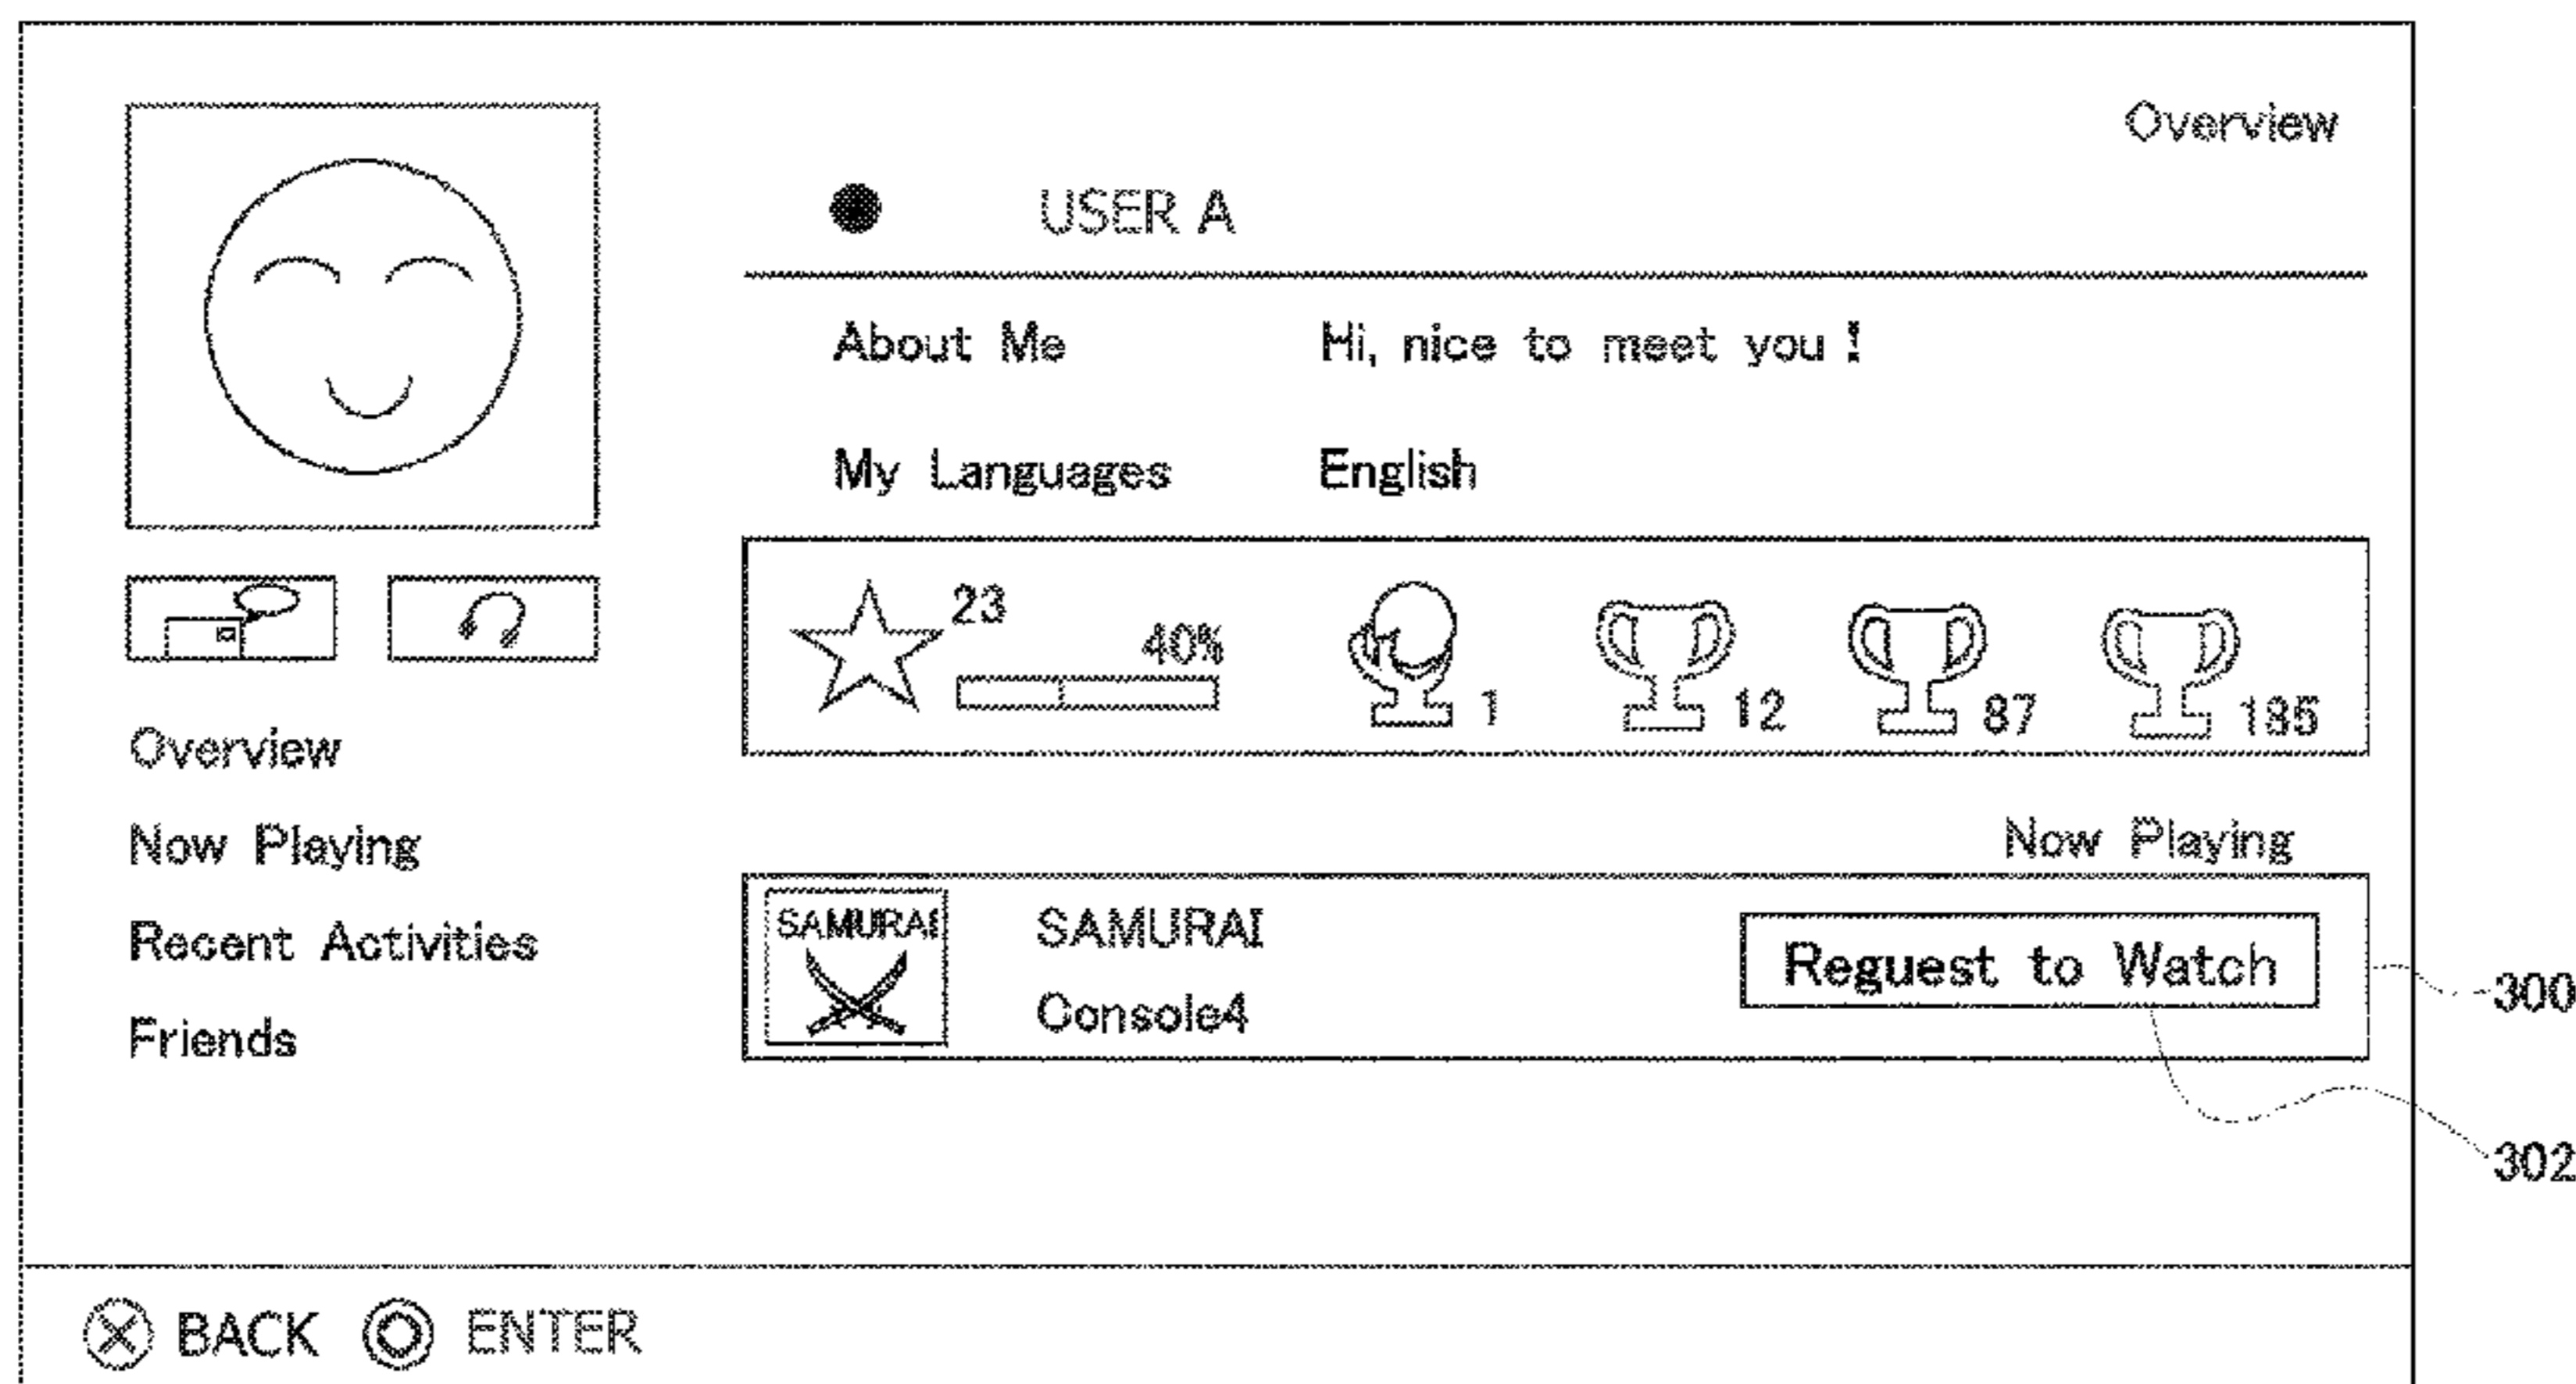 Overview
USER A
About Me Hi, nice to meet you !
My Languages English
23
40%
1 12 87 195
Overview
Now Playing
Recent Activities
Friends
Now Playing
SAMURAI
SAMURAI
Console4
Reguest to Watch
300
302
BACK ENTER